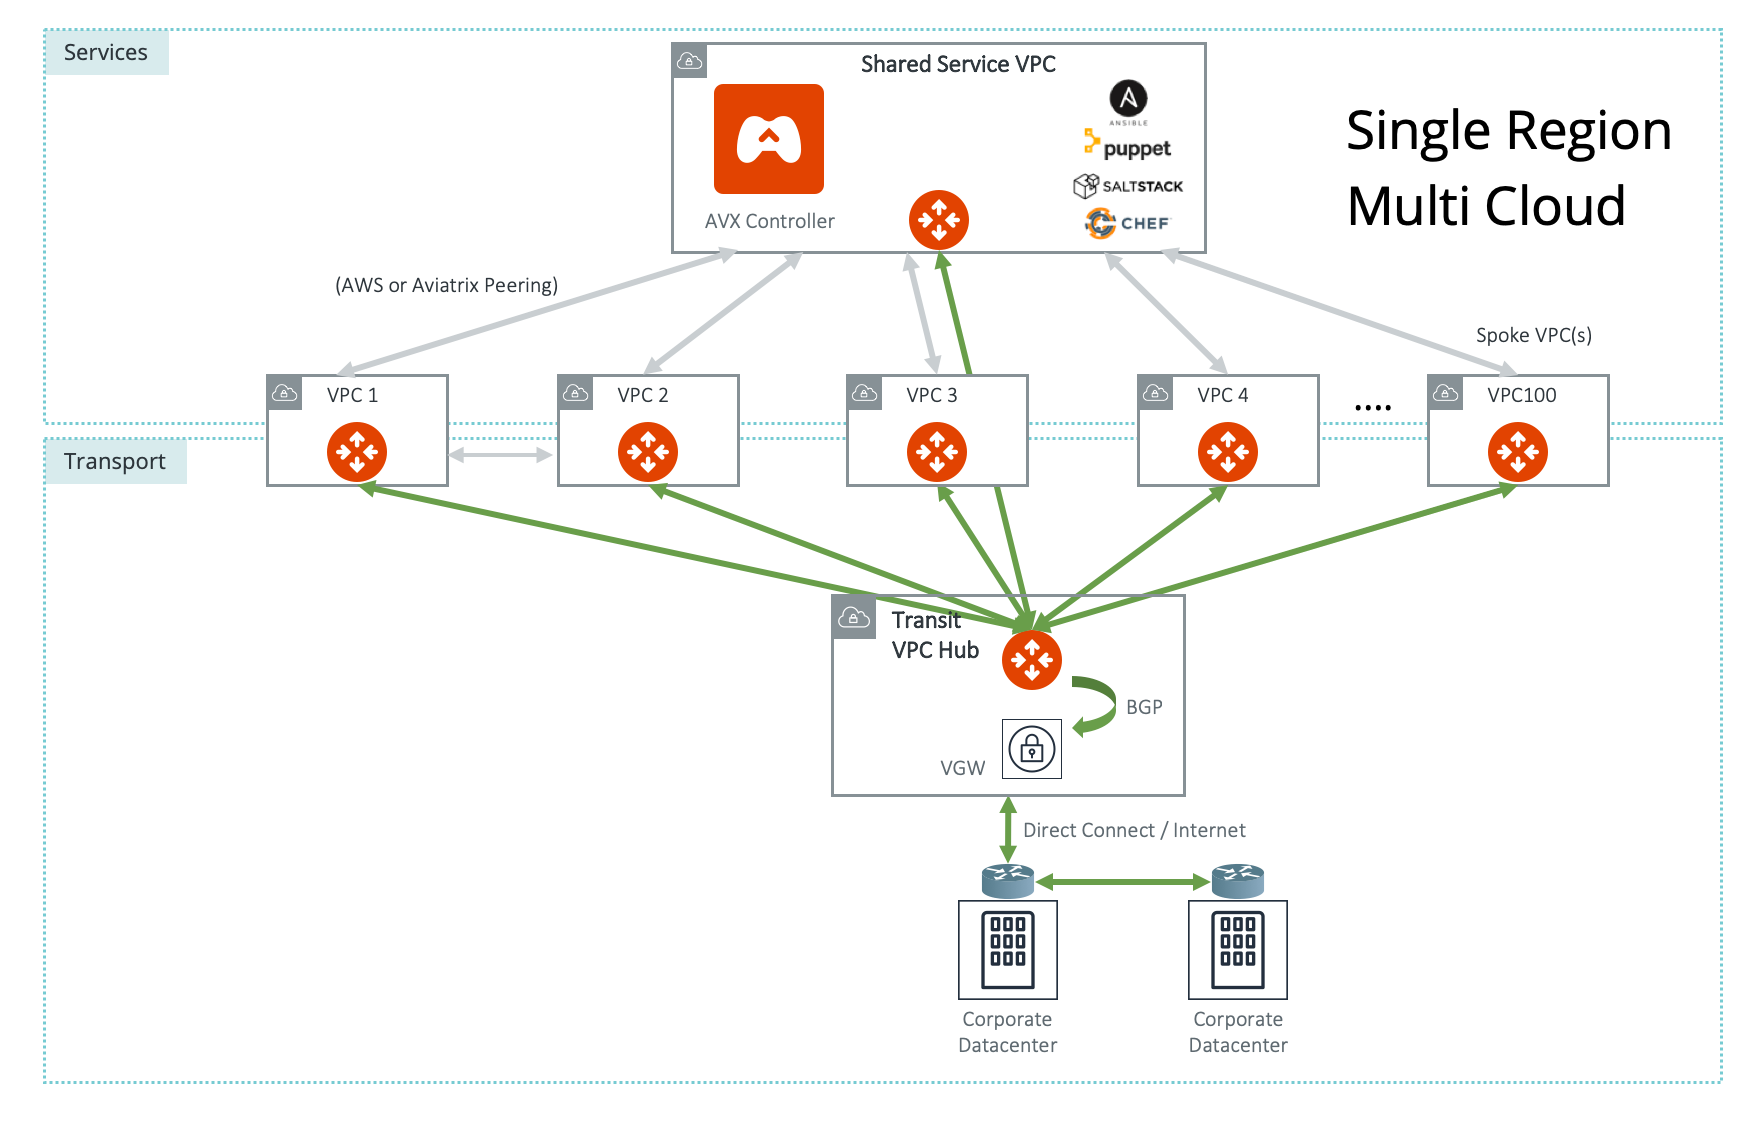 Services
Shared Service VPC
ANSIBLE
puppet
SALTSTACK
CHEF
AVX Controller
Single Region
Multi Cloud
(AWS or Aviatrix Peering)
Spoke VPC(s)
VPC 1
VPC 2
VPC 3
VPC 4
....
VPC100
Transport
Transit
VPC Hub
BGP
VGW
Direct Connect / Internet
Corporate
Datacenter
Corporate
Datacenter